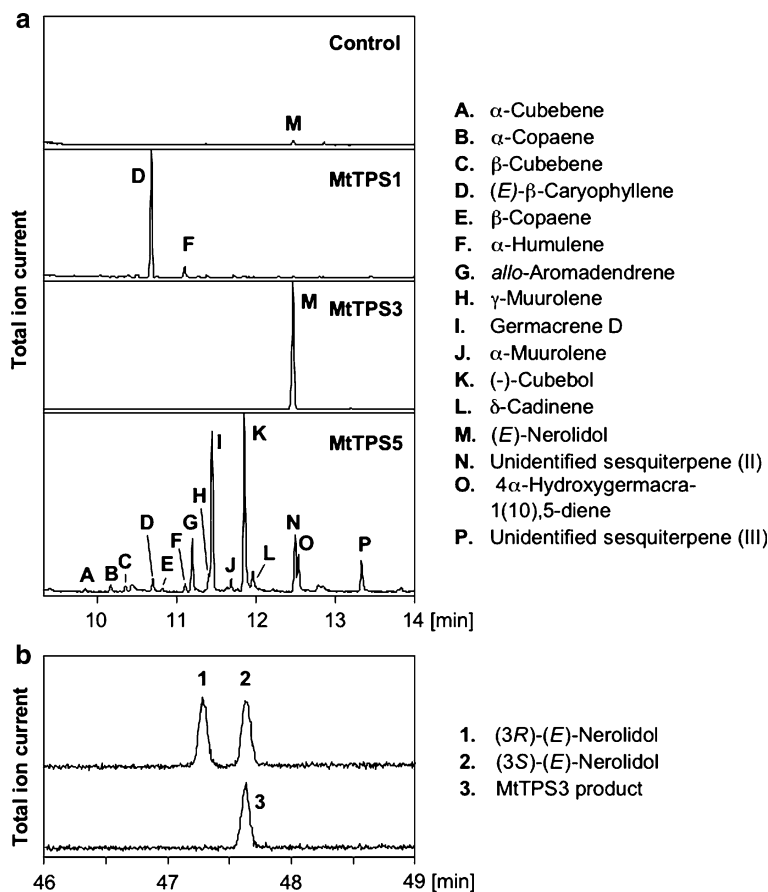 a
Control
M
MtTPS1
D
F
MtTPS3
M
MtTPS5
A
B
C
D
E
F
G
H
I
J
K
L
N
O
P
Total ion current
10 11 12 13 14 [min]
A. α-Cubebene
B. α-Copaene
C. β-Cubebene
D. (E)-β-Caryophyllene
E. β-Copaene
F. α-Humulene
G. allo-Aromadendrene
H. γ-Muurolene
I. Germacrene D
J. α-Muurolene
K. (-)-Cubebol
L. δ-Cadinene
M. (E)-Nerolidol
N. Unidentified sesquiterpene (II)
O. 4α-Hydroxygermacra-
1(10),5-diene
P. Unidentified sesquiterpene (III)
b
1 2
3
Total ion current
46 47 48 49 [min]
1. (3R)-(E)-Nerolidol
2. (3S)-(E)-Nerolidol
3. MtTPS3 product